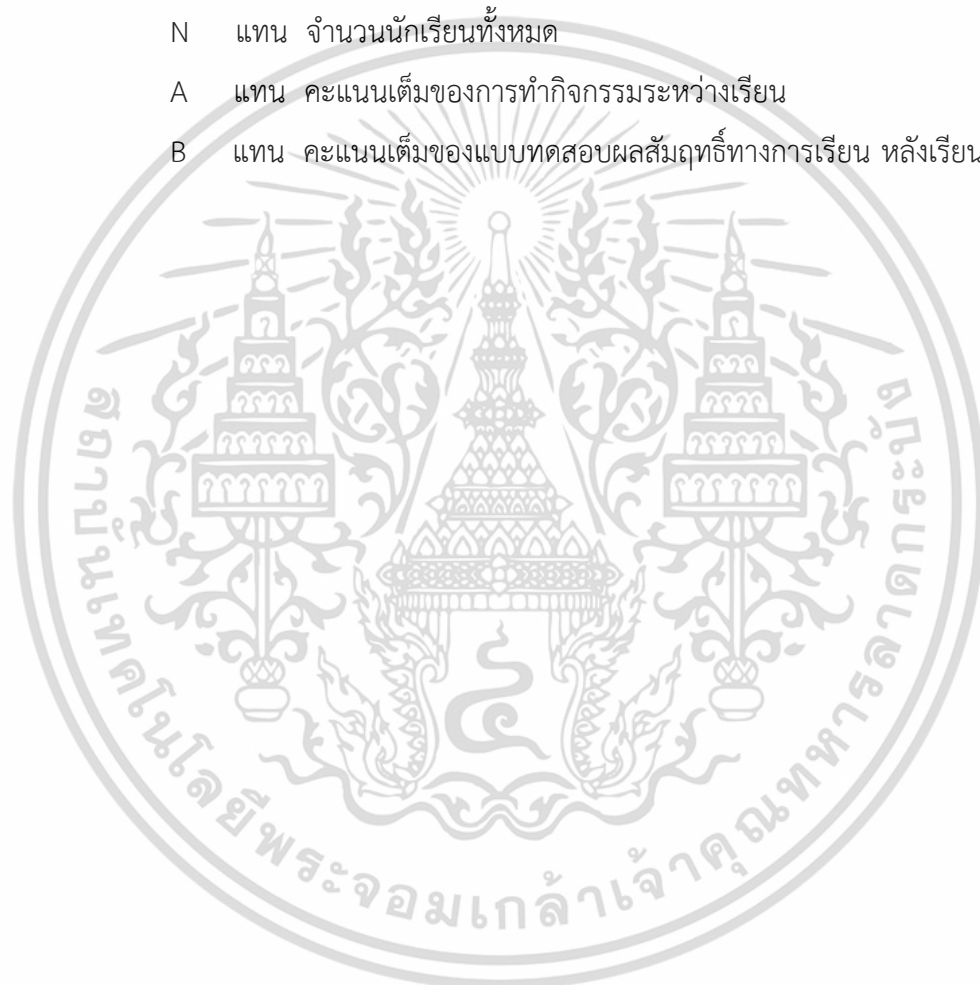 N แทน จำนวนนักเรียนทั้งหมด
A แทน คะแนนเต็มของการทำกิจกรรมระหว่างเรียน
B แทน คะแนนเต็มของแบบทดสอบผลสัมฤทธิ์ทางการเรียน หลังเรียน
สถาบันเทคโนโลยีพระจอมเกล้าเจ้าคุณทหารลาดกระบัง
๔